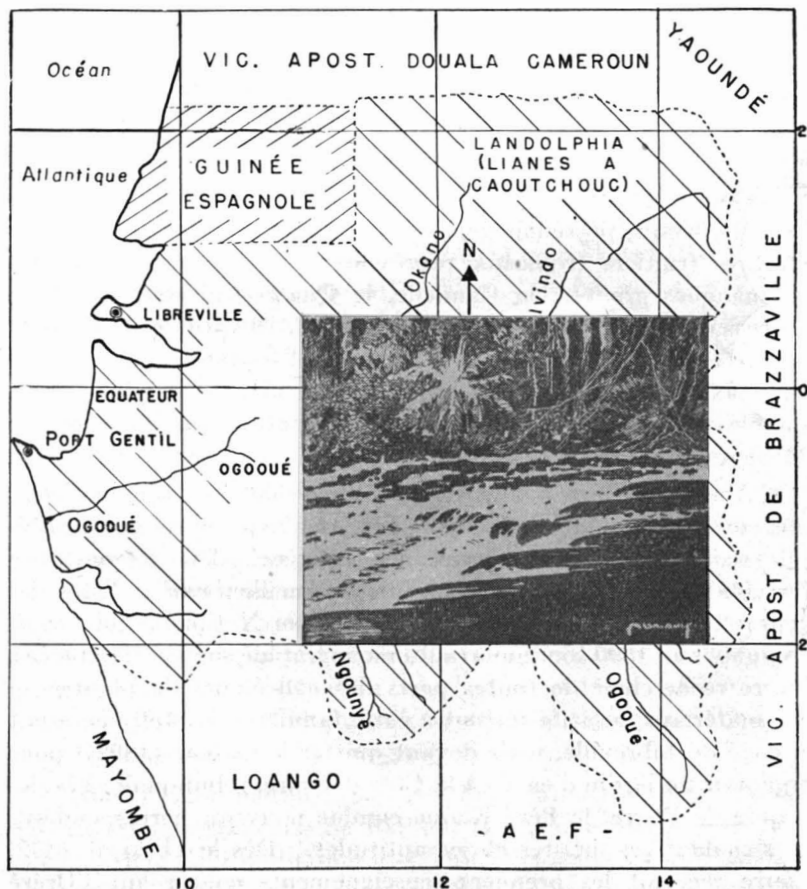 Océan
VIC. APOST. DOUALA CAMEROUN
YAOUNDÉ
2
Atlantique
GUINÉE
ESPAGNOLE
LANDOLPHIA
(LIANES A
CAOUTCHOUC)
Okano
N
Ivindo
LIBREVILLE
EQUATEUR
0
PORT GENTIL
OGOOUÉ
OGOOUÉ
VIC. APOST. DE BRAZZAVILLE
2
Ngounyé
Ogooué
MAYOMBE
LOANGO
- A.E.F -
10
12
14